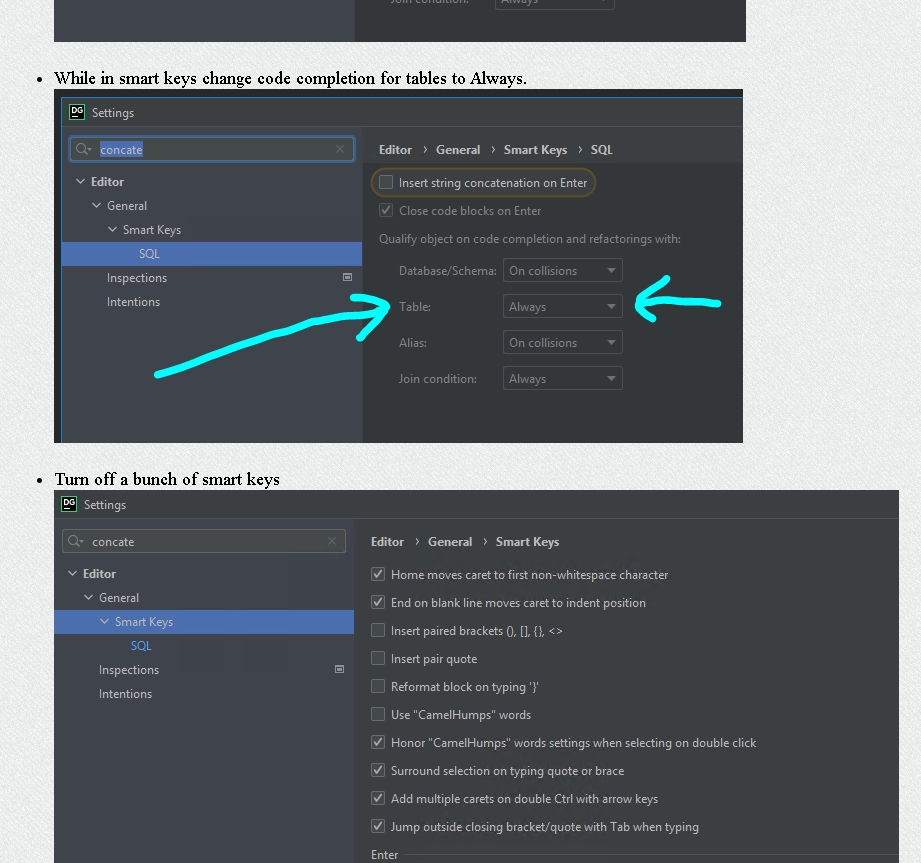 Join condition: Always
While in smart keys change code completion for tables to Always.
DG Settings
concate
Editor
General
Smart Keys
SQL
Inspections
Intentions
Editor › General › Smart Keys › SQL
Insert string concatenation on Enter
Close code blocks on Enter
Qualify object on code completion and refactorings with:
Database/Schema: On collisions
Table: Always
Alias: On collisions
Join condition: Always
Turn off a bunch of smart keys
DG Settings
concate
Editor
General
Smart Keys
SQL
Inspections
Intentions
Editor › General › Smart Keys
Home moves caret to first non-whitespace character
End on blank line moves caret to indent position
Insert paired brackets (), [], {}, <>
Insert pair quote
Reformat block on typing '}'
Use "CamelHumps" words
Honor "CamelHumps" words settings when selecting on double click
Surround selection on typing quote or brace
Add multiple carets on double Ctrl with arrow keys
Jump outside closing bracket/quote with Tab when typing
Enter